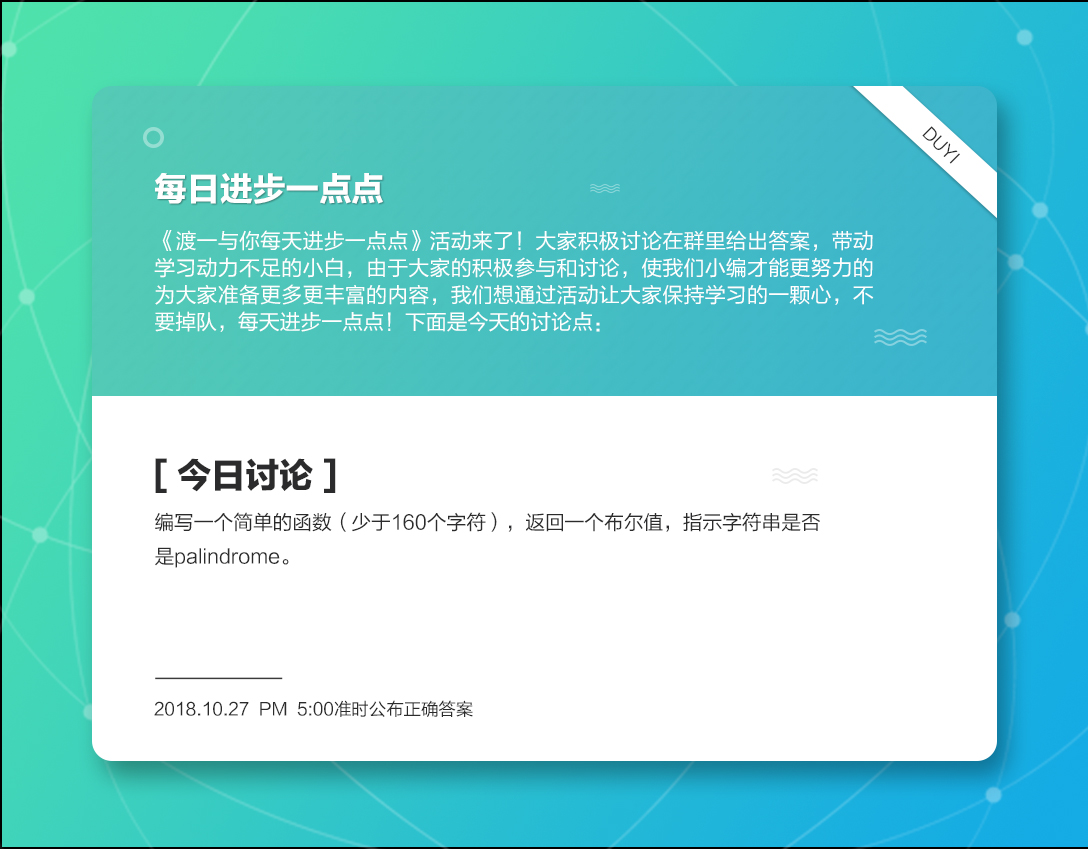 DUYI
每日进步一点点
《渡一与你每天进步一点点》活动来了！大家积极讨论在群里给出答案，带动
学习动力不足的小白，由于大家的积极参与和讨论，使我们小编才能更努力的
为大家准备更多更丰富的内容，我们想通过活动让大家保持学习的一颗心，不
要掉队，每天进步一点点！下面是今天的讨论点：
[ 今日讨论 ]
编写一个简单的函数（少于160个字符），返回一个布尔值，指示字符串是否
是palindrome。
2018.10.27 PM 5:00准时公布正确答案